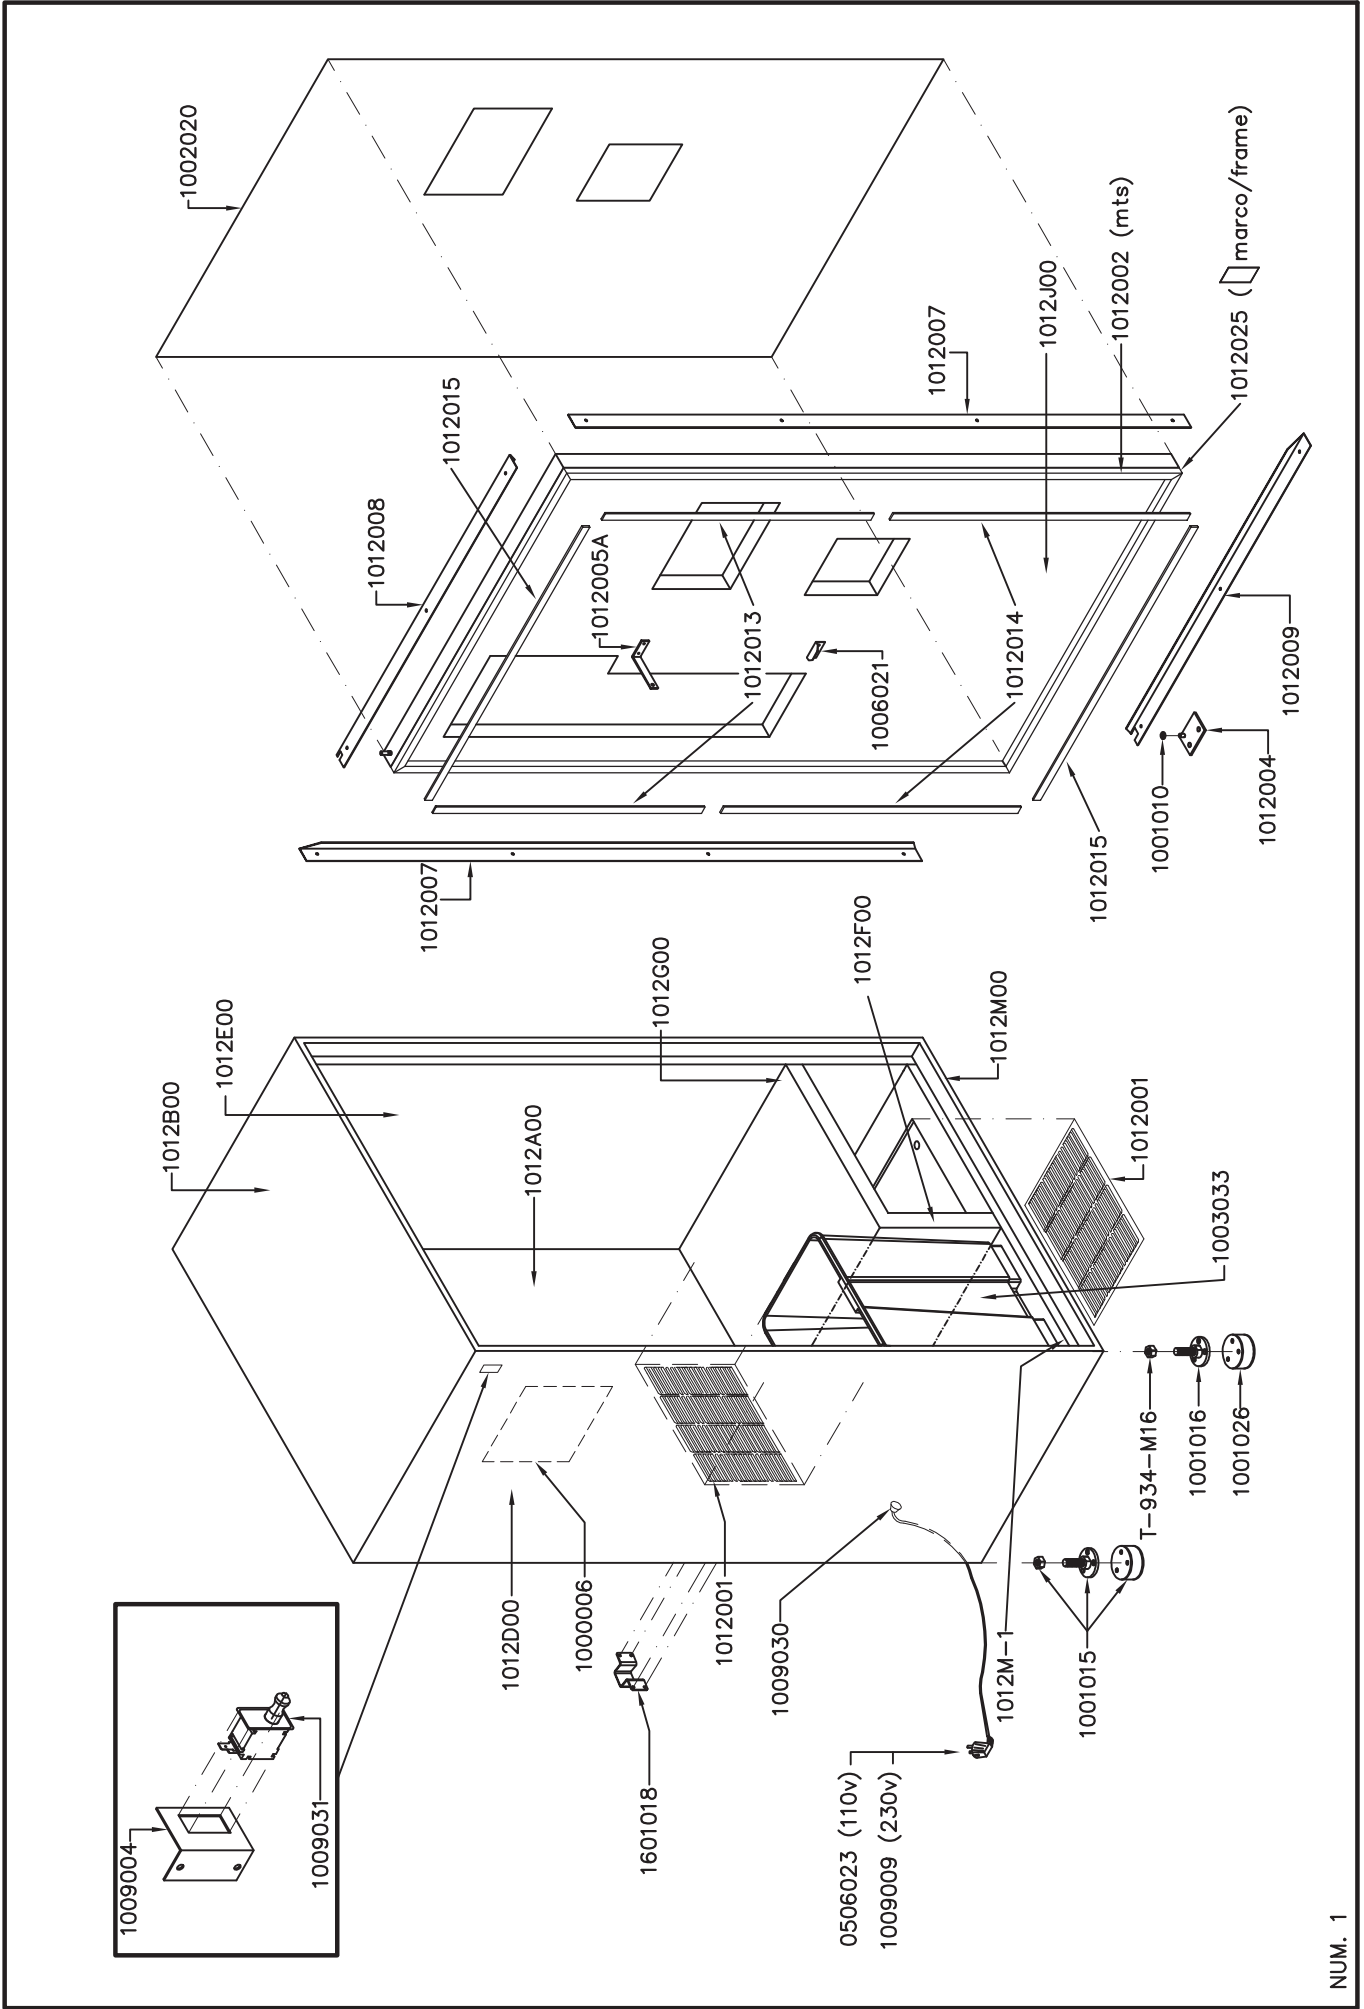 1002020
1012015
1012008
1012005A
1012007
1012J00
1012002 (mts)
1012025 (
marco/frame)
1012013
1006021
1012014
1012009
1012004
1001010
1012015
1012007
1012B00
1012E00
1012A00
1012G00
1012F00
1012M00
1012001
1003033
T-934-M16
1001016
1001026
1009004
1009031
1012D00
1000006
1601018
1012001
1009030
0506023 (110v)
1009009 (230v)
1012M-1
1001015
NUM. 1